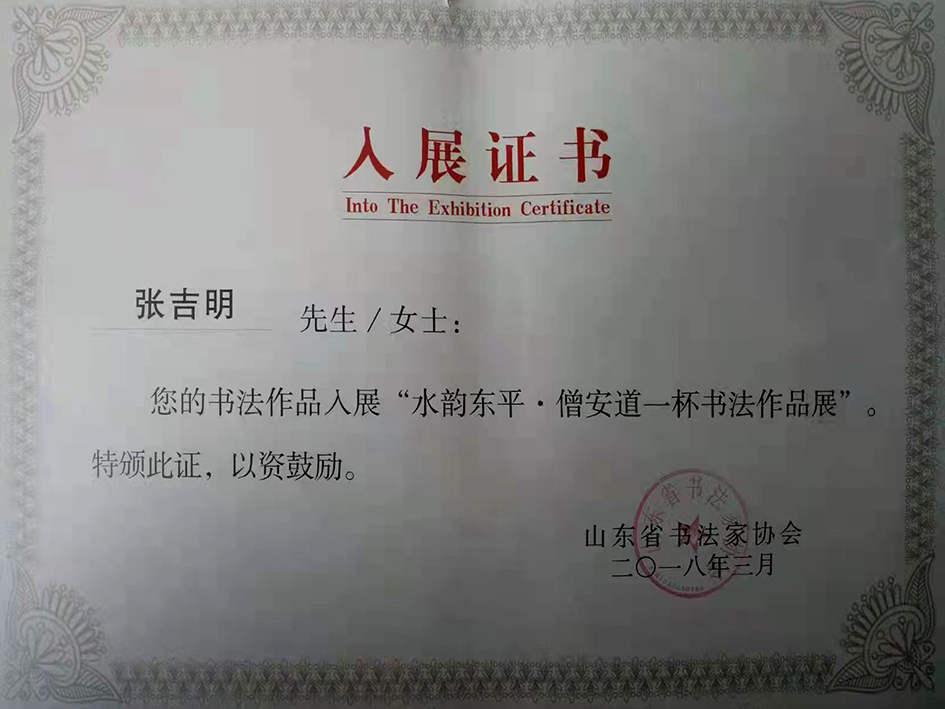 入展证书
Into The Exhibition Certificate
张吉明 先生/女士:
您的书法作品入展“水韵东平·僧安道一杯书法作品展”。
特颁此证，以资鼓励。
山东省书法家协会
二〇一八年三月